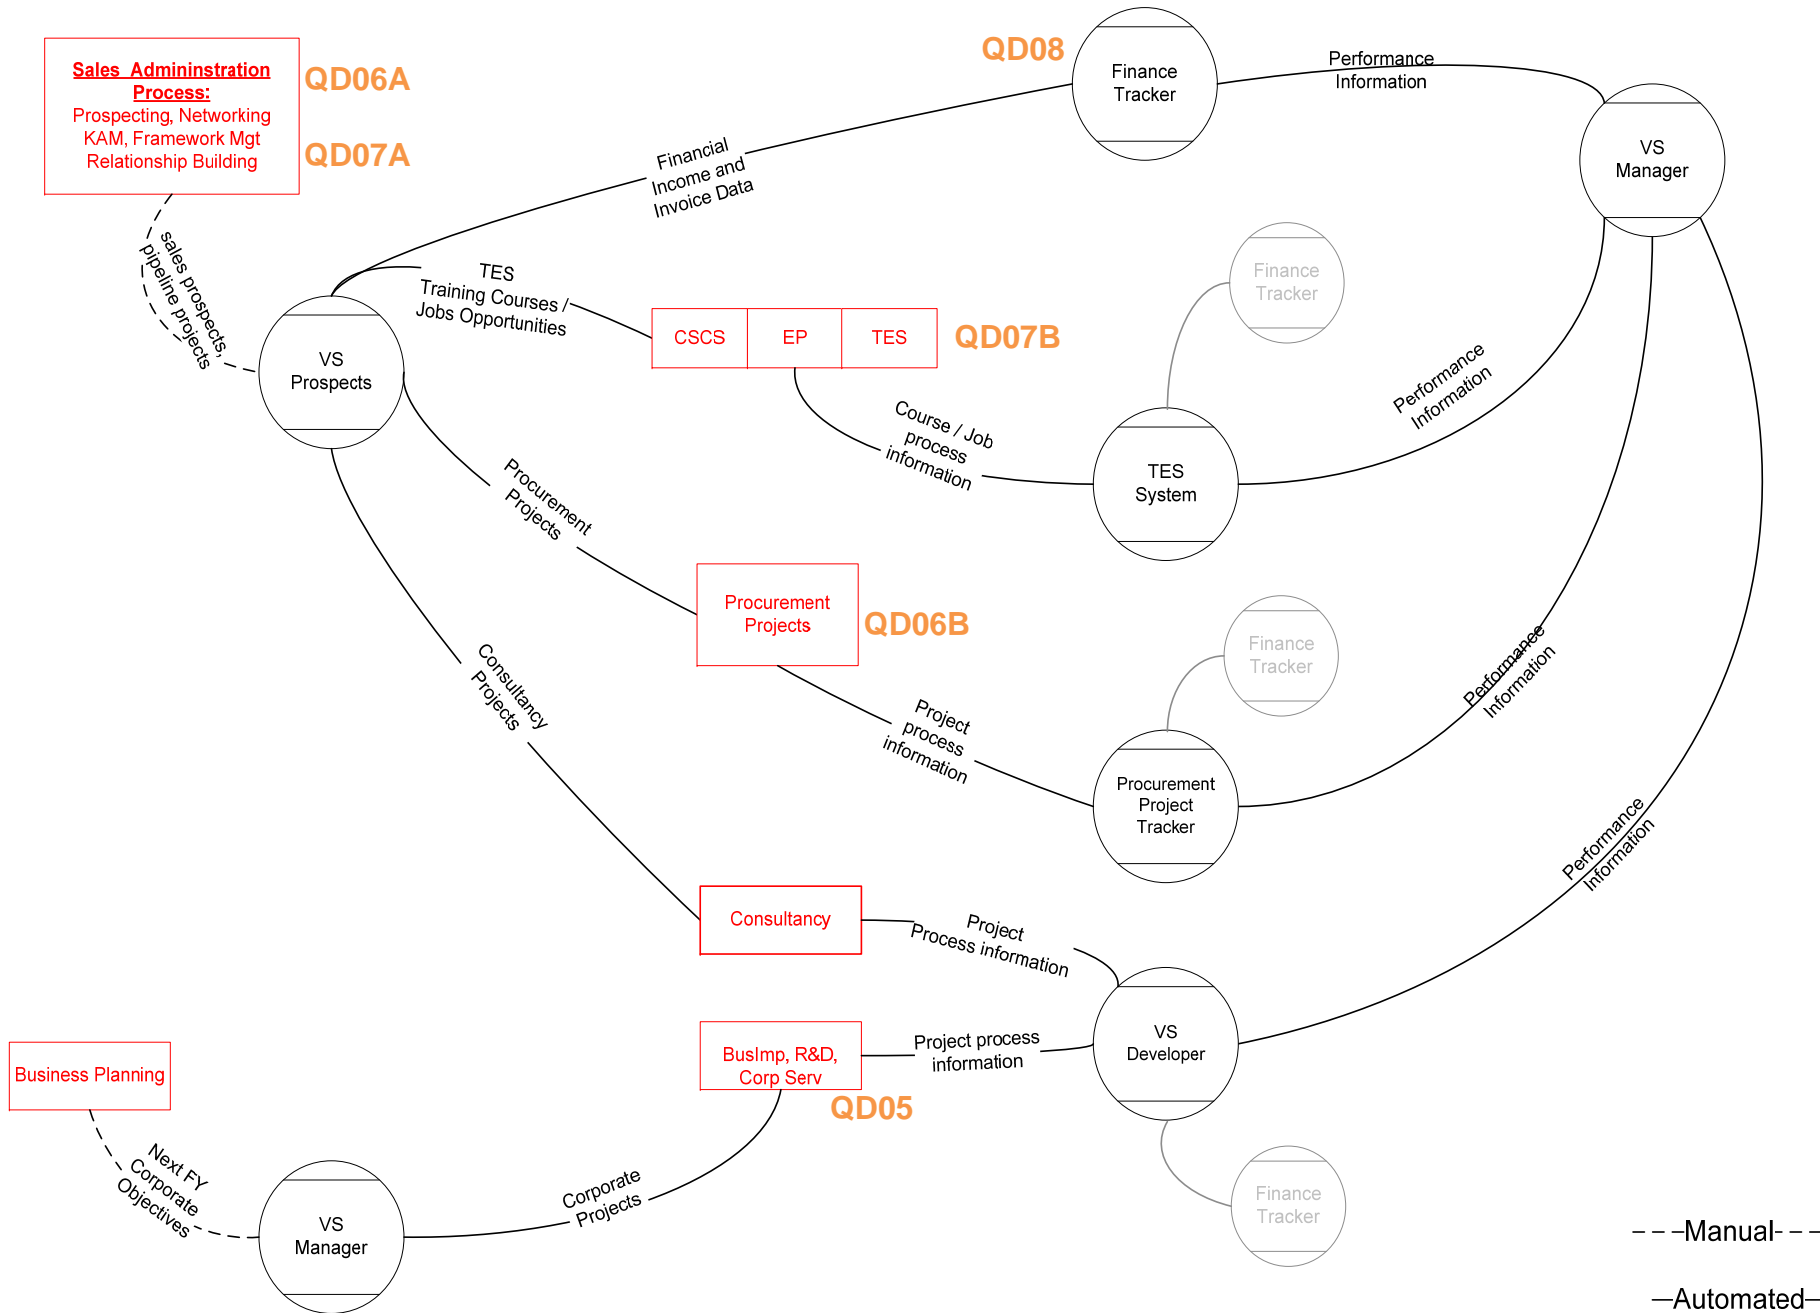 Sales Admininstration
Process:
Prospecting, Networking
KAM, Framework Mgt
Relationship Building
QD06A
QD07A
QD08
Finance
Tracker
Performance
Information
VS
Manager
Financial
Income and
Invoice Data
sales prospects,
pipeline projects
TES
Training Courses /
Jobs Opportunities
VS
Prospects
CSCS
EP
TES
QD07B
Finance
Tracker
Course / Job
process
information
TES
System
Performance
Information
Procurement
Projects
Procurement
Projects
QD06B
Finance
Tracker
Performance
Information
Consultancy
Projects
Project
process
information
Procurement
Project
Tracker
Performance
Information
Consultancy
Project
Process information
BusImp, R&D,
Corp Serv
QD05
Project process
information
VS
Developer
Business Planning
Next FY
Corporate
Objectives
VS
Manager
Corporate
Projects
Finance
Tracker
Manual
Automated